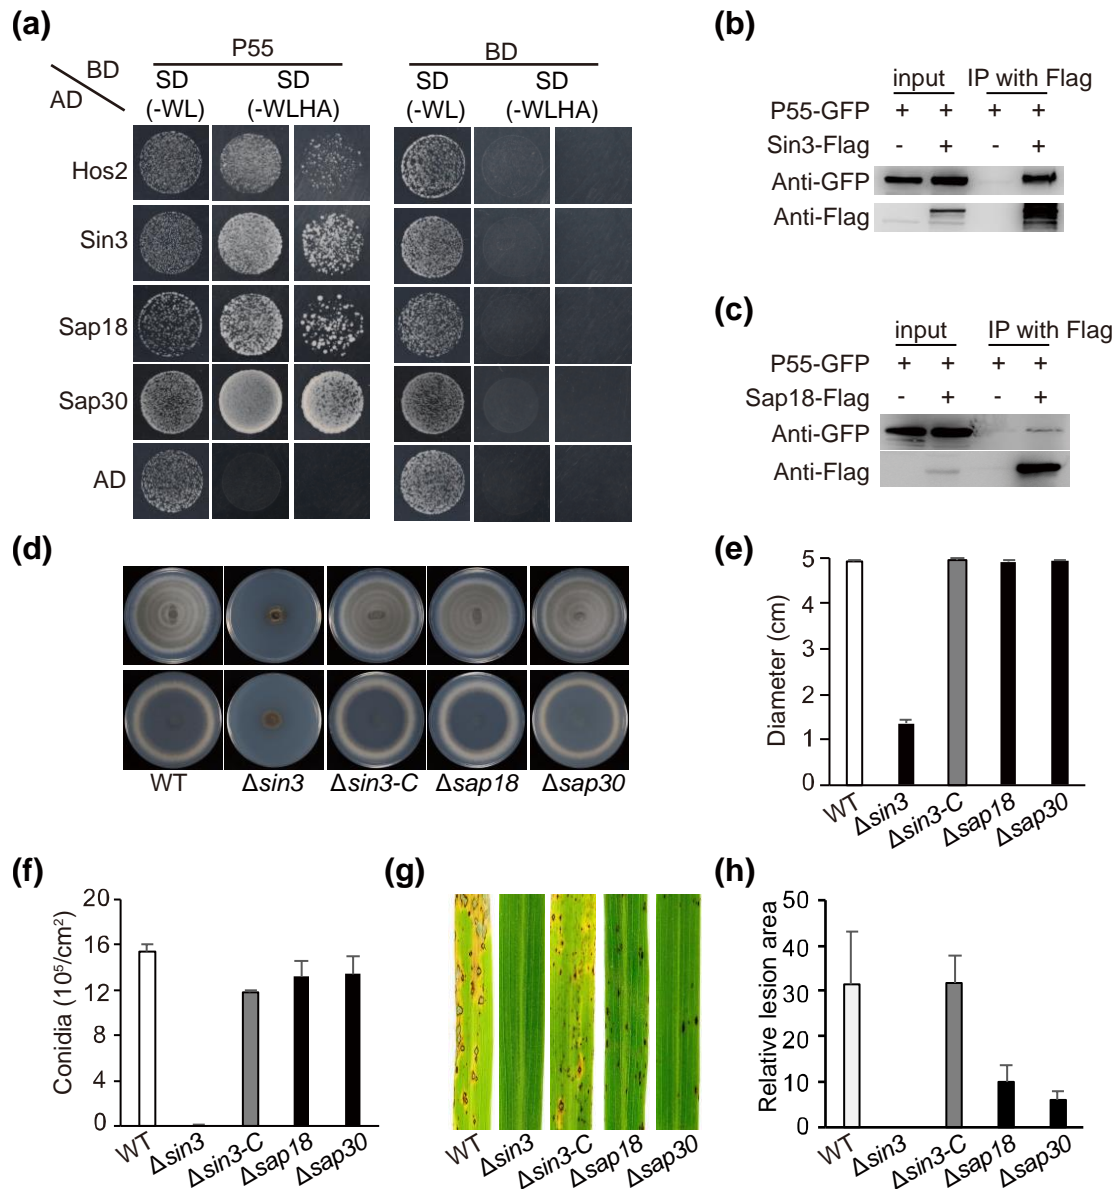 (a)
P55
BD
BD
AD
SD
(-WL)
SD
(-WLHA)
SD
(-WL)
SD
(-WLHA)
Hos2
Sin3
Sap18
Sap30
AD
(b)
input
IP with Flag
P55-GFP + + + +
Sin3-Flag - + - +
Anti-GFP
Anti-Flag
(c)
input
IP with Flag
P55-GFP + + + +
Sap18-Flag - + - +
Anti-GFP
Anti-Flag
(d)
WT Δsin3 Δsin3-C Δsap18 Δsap30
(e)
Diameter (cm)
5
4
3
2
1
0
WT Δsin3 Δsin3-C Δsap18 Δsap30
(f)
Conidia (10⁵/cm²)
20
16
12
8
4
0
WT Δsin3 Δsin3-C Δsap18 Δsap30
(g)
WT Δsin3 Δsin3-C Δsap18 Δsap30
(h)
Relative lesion area
50
40
30
20
10
0
WT Δsin3 Δsin3-C Δsap18 Δsap30